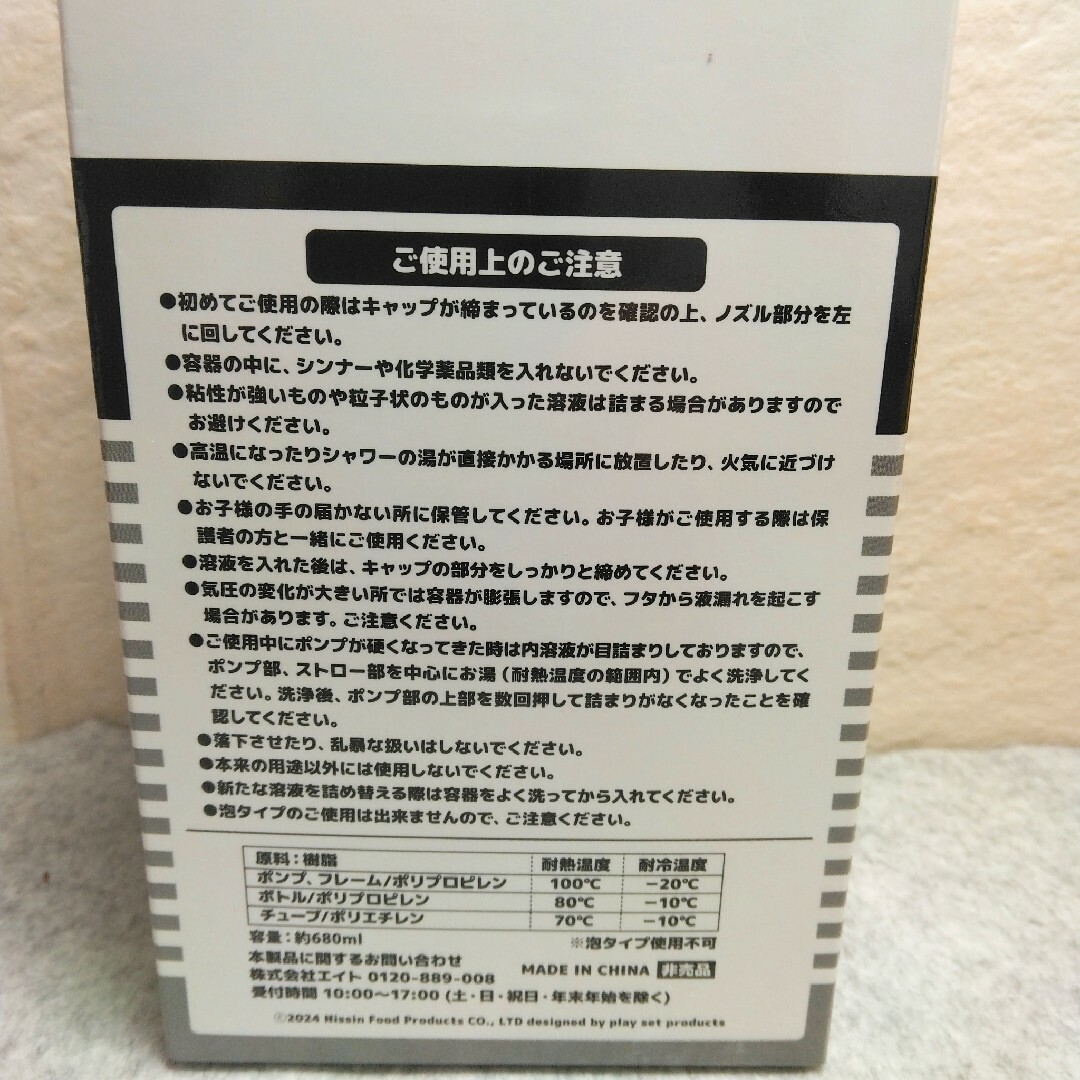 ご使用上のご注意
●初めてご使用の際はキャップが締まっているのを確認の上、ノズル部分を左
に回してください。
●容器の中に、シンナーや化学薬品類を入れないでください。
●粘性が強いものや粒子状のものが入った溶液は詰まる場合がありますので
お避けください。
●高温になったりシャワーの湯が直接かかる場所に放置したり、火気に近づけ
ないでください。
●お子様の手の届かない所に保管してください。お子様がご使用する際は保
護者の方と一緒にご使用ください。
●溶液を入れた後は、キャップの部分をしっかりと締めてください。
●気圧の変化が大きい所では容器が膨張しますので、フタから液漏れを起こす
場合があります。ご注意ください。
●ご使用中にポンプが硬くなってきた時は内溶液が目詰まりしておりますので、
ポンプ部、ストロー部を中心にお湯(耐熱温度の範囲内)でよく洗浄してく
ださい。洗浄後、ポンプ部の上部を数回押して詰まりがなくなったことを確
認してください。
●落下させたり、乱暴な扱いはしないでください。
●本来の用途以外には使用しないでください。
●新たな溶液を詰め替える際は容器をよく洗ってから入れてください。
●泡タイプのご使用は出来ませんので、ご注意ください。
原料:樹脂 耐熱温度 耐冷温度
ポンプ、フレーム/ポリプロピレン 100℃ −20℃
ボトル/ポリプロピレン 80℃ −10℃
チューブ/ポリエチレン 70℃ −10℃
容量:約680ml ※泡タイプ使用不可
本製品に関するお問い合わせ
株式会社エイト 0120-889-008 MADE IN CHINA 非売品
受付時間 10:00〜17:00 (土・日・祝日・年末年始を除く)
©2024 Nissin Food Products CO., LTD designed by play set products